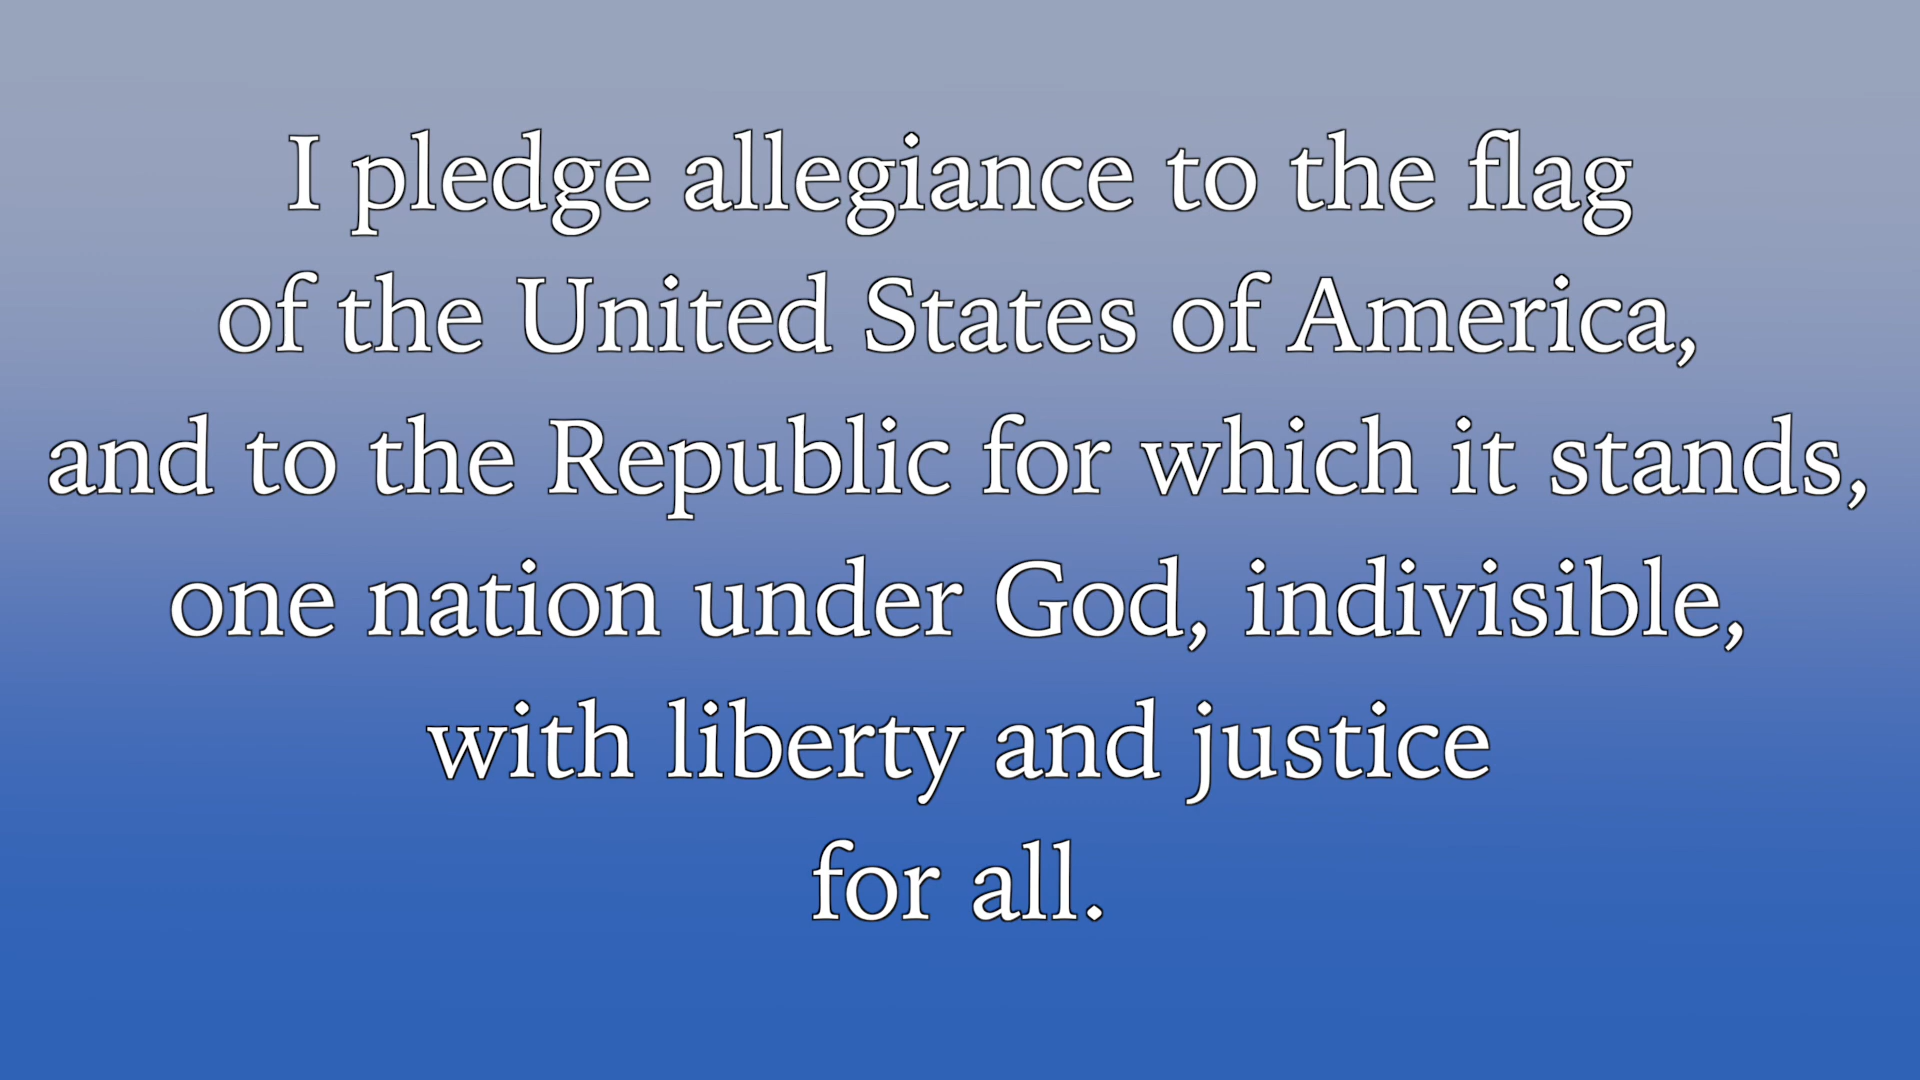 I pledge allegiance to the flag
of the United States of America,
and to the Republic for which it stands,
one nation under God, indivisible,
with liberty and justice
for all.